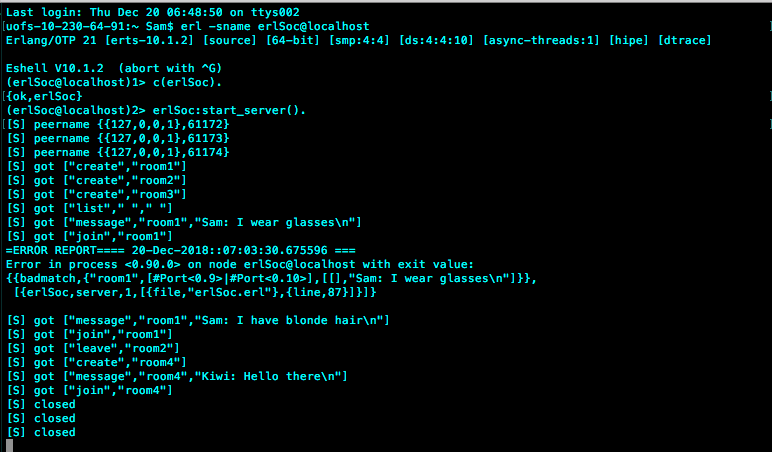 Last login: Thu Dec 20 06:48:50 on ttys002
[uofs-10-230-64-91:~ Sam$ erl -sname erlSoc@localhost ]
Erlang/OTP 21 [erts-10.1.2] [source] [64-bit] [smp:4:4] [ds:4:4:10] [async-threads:1] [hipe] [dtrace]
Eshell V10.1.2  (abort with ^G)
(erlSoc@localhost)1> c(erlSoc).
[{ok,erlSoc} ]
(erlSoc@localhost)2> erlSoc:start_server().
[[S] peername {{127,0,0,1},61172} ]
[S] peername {{127,0,0,1},61173}
[S] peername {{127,0,0,1},61174}
[S] got ["create","room1"]
[S] got ["create","room2"]
[S] got ["create","room3"]
[S] got ["list"," "," "]
[S] got ["message","room1","Sam: I wear glasses\n"]
[S] got ["join","room1"]
=ERROR REPORT==== 20-Dec-2018::07:03:30.675596 ===
Error in process <0.90.0> on node erlSoc@localhost with exit value:
{{badmatch,{"room1",[#Port<0.9>|#Port<0.10>],[[],"Sam: I wear glasses\n"]}},
 [{erlSoc,server,1,[{file,"erlSoc.erl"},{line,87}]}]}
[S] got ["message","room1","Sam: I have blonde hair\n"]
[S] got ["join","room1"]
[S] got ["leave","room2"]
[S] got ["create","room4"]
[S] got ["message","room4","Kiwi: Hello there\n"]
[S] got ["join","room4"]
[S] closed
[S] closed
[S] closed